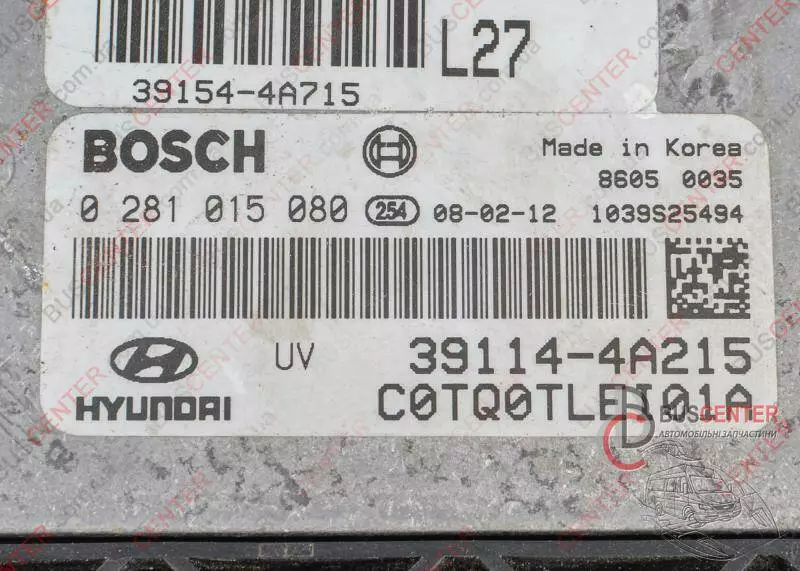 L27
39154-4A715
BOSCH
Made in Korea
8605 0035
0 281 015 080 254 08-02-12 1039S25494
UV 39114-4A215
HYUNDAI
BUSCENTER
АВТОМОБІЛЬНІ ЗАПЧАСТИНИ